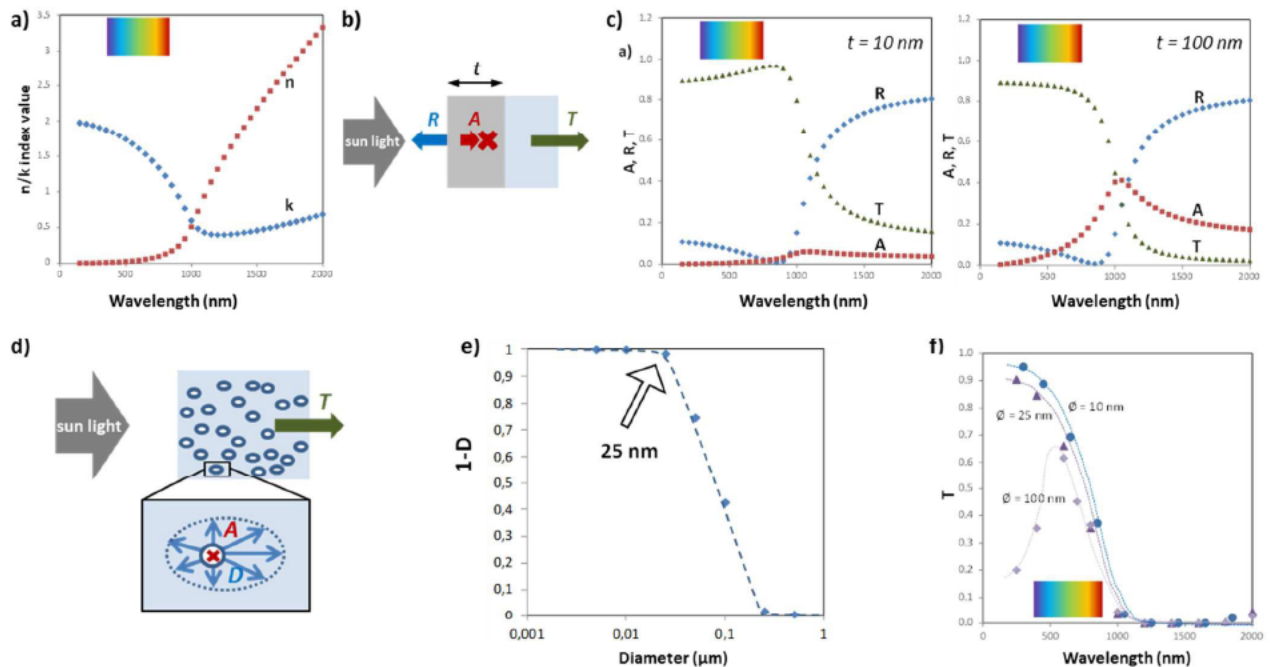 a)
3.5
3
2.5
2
1.5
1
0.5
0
0
500
1000
1500
2000
n/k index value
Wavelength (nm)
n
k
b)
t
sun light
R
A
T
c)
a)
t = 10 nm
1.2
1.0
0.8
0.6
0.4
0.2
0.0
0
500
1000
1500
2000
A, R, T
Wavelength (nm)
R
T
A
t = 100 nm
1.2
1.0
0.8
0.6
0.4
0.2
0.0
0
500
1000
1500
2000
A, R, T
Wavelength (nm)
R
A
T
d)
sun light
T
A
D
e)
1
0,9
0,8
0,7
0,6
0,5
0,4
0,3
0,2
0,1
0
0,001
0,01
0,1
1
1-D
Diameter (µm)
25 nm
f)
1.0
0.9
0.8
0.7
0.6
0.5
0.4
0.3
0.2
0.1
0.0
0
500
1000
1500
2000
T
Wavelength (nm)
Ø = 10 nm
Ø = 25 nm
Ø = 100 nm